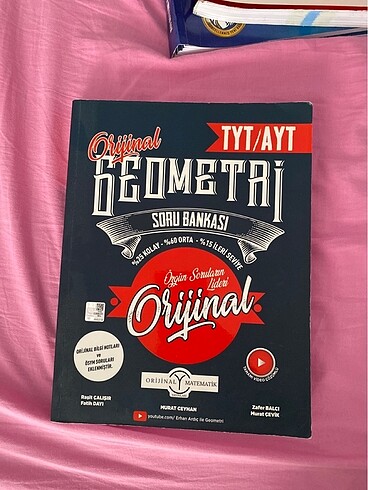 TYT/AYT
Orijinal
GEOMETRİ
SORU BANKASI
%25 KOLAY - %60 ORTA - %15 İLERİ SEVİYE
Özgün Soruların
Lideri
Orijinal
ORİJİNAL BİLGİ NOTLARI
ve
ÖSYM SORULARI
EKLENMİŞTİR.
ORİJİNAL MATEMATİK
Raşit ÇALIŞIR
Fatih DAYI
MURAT CEYHAN
Zafer BALCI
Murat ÇEVİK
youtube.com/ Erhan Ardıç ile Geometri